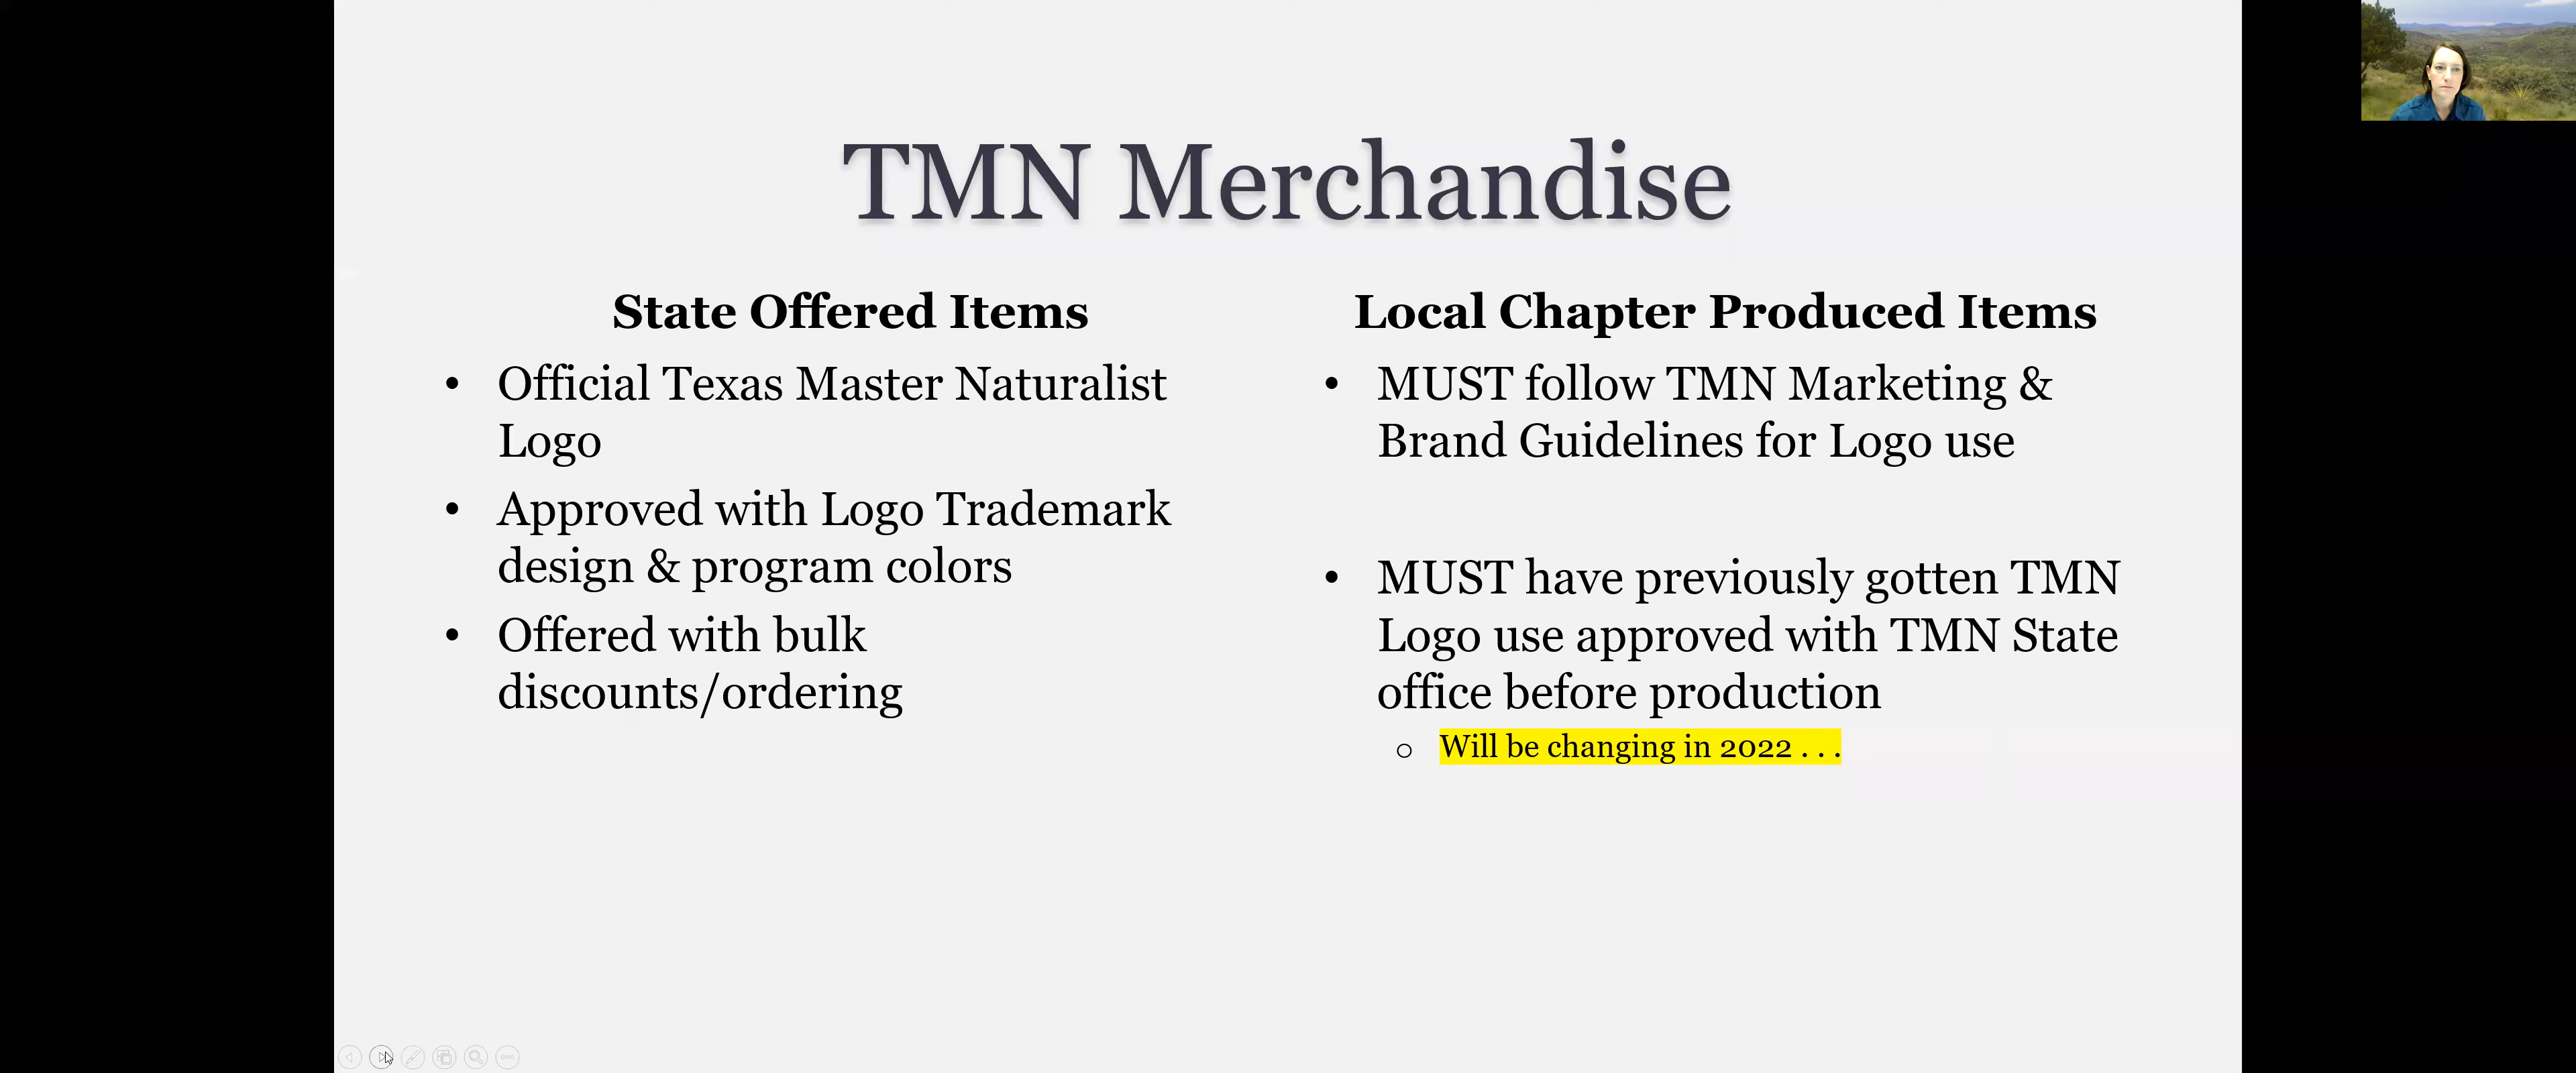 TMN Merchandise
State Offered Items
• Official Texas Master Naturalist
Logo
• Approved with Logo Trademark
design & program colors
• Offered with bulk
discounts/ordering
Local Chapter Produced Items
• MUST follow TMN Marketing &
Brand Guidelines for Logo use
• MUST have previously gotten TMN
Logo use approved with TMN State
office before production
o Will be changing in 2022 . . .